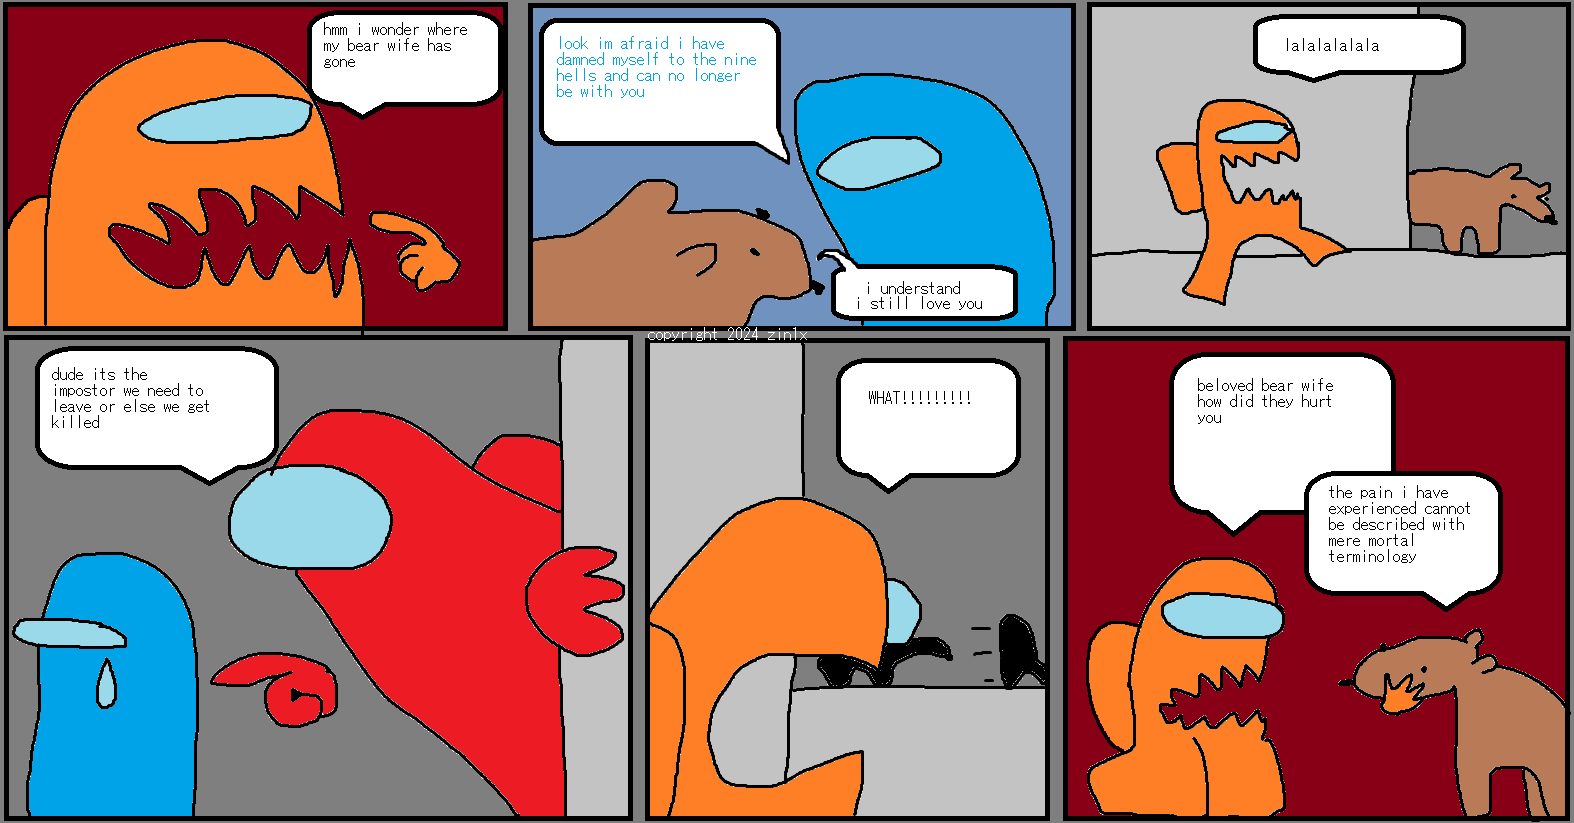 hmm i wonder where
my bear wife has
gone
look im afraid i have
damned myself to the nine
hells and can no longer
be with you
i understand
i still love you
lalalalalala
copyright 2024 zin1x
dude its the
impostor we need to
leave or else we get
killed
WHAT!!!!!!!!!
beloved bear wife
how did they hurt
you
the pain i have
experienced cannot
be described with
mere mortal
terminology